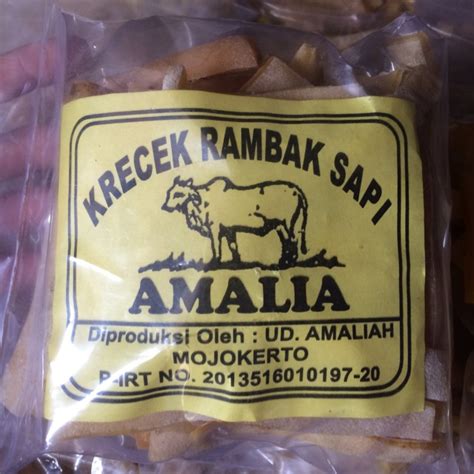 KRECEK RAMBAK SAPI
AMALIA
Diproduksi Oleh : UD. AMALIAH
MOJOKERTO
P-IRT NO. 2013516010197-20